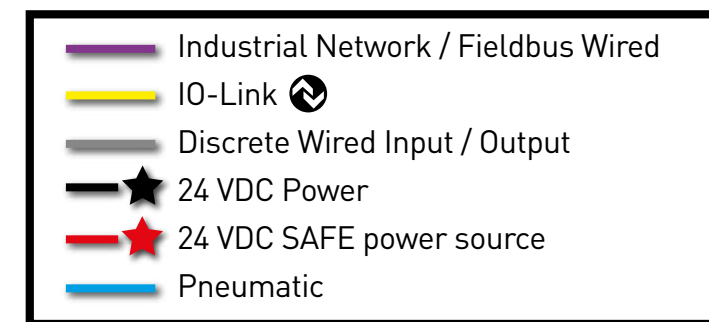 Industrial Network / Fieldbus Wired
IO-Link
Discrete Wired Input / Output
24 VDC Power
24 VDC SAFE power source
Pneumatic